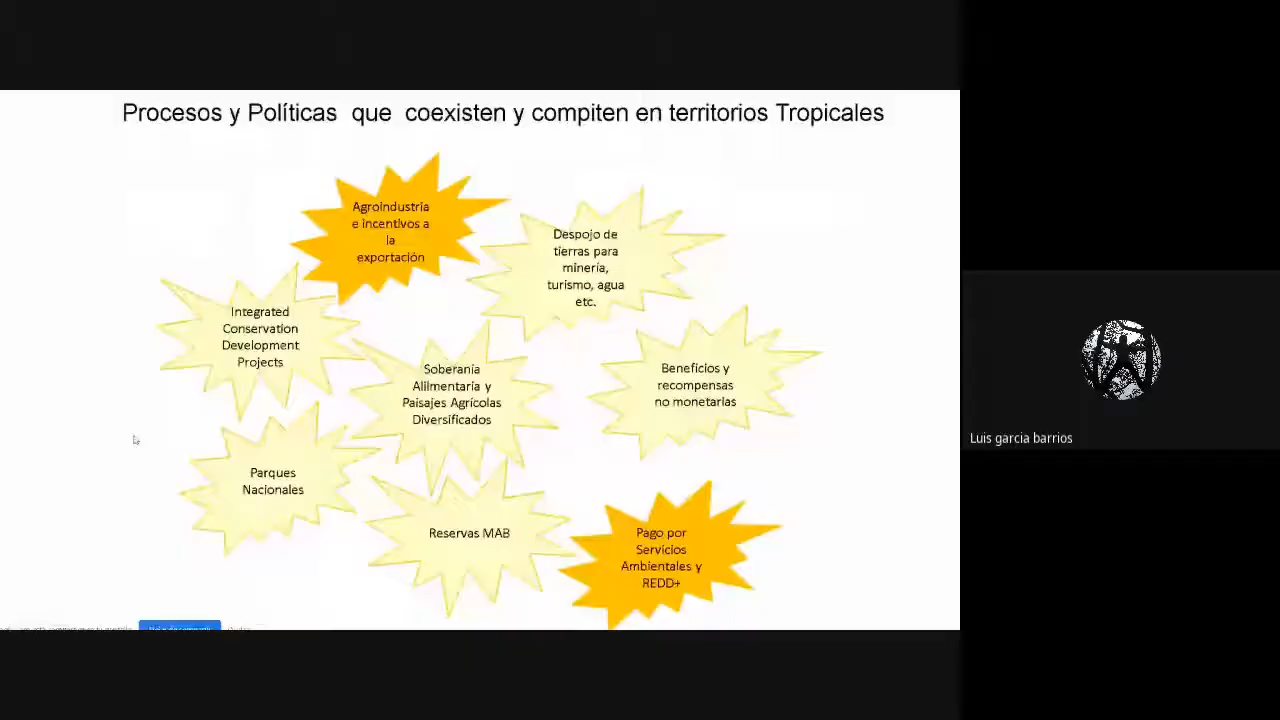 Procesos y Políticas que coexisten y compiten en territorios Tropicales
Agroindustria
e incentivos a
la
exportación
Despojo de
tierras para
minería,
turismo, agua
etc.
Integrated
Conservation
Development
Projects
Soberanía
Aliimentaria y
Paisajes Agrícolas
Diversificados
Beneficios y
recompensas
no monetarias
Parques
Nacionales
Reservas MAB
Pago por
Servicios
Ambientales y
REDD+
Luis garcia barrios